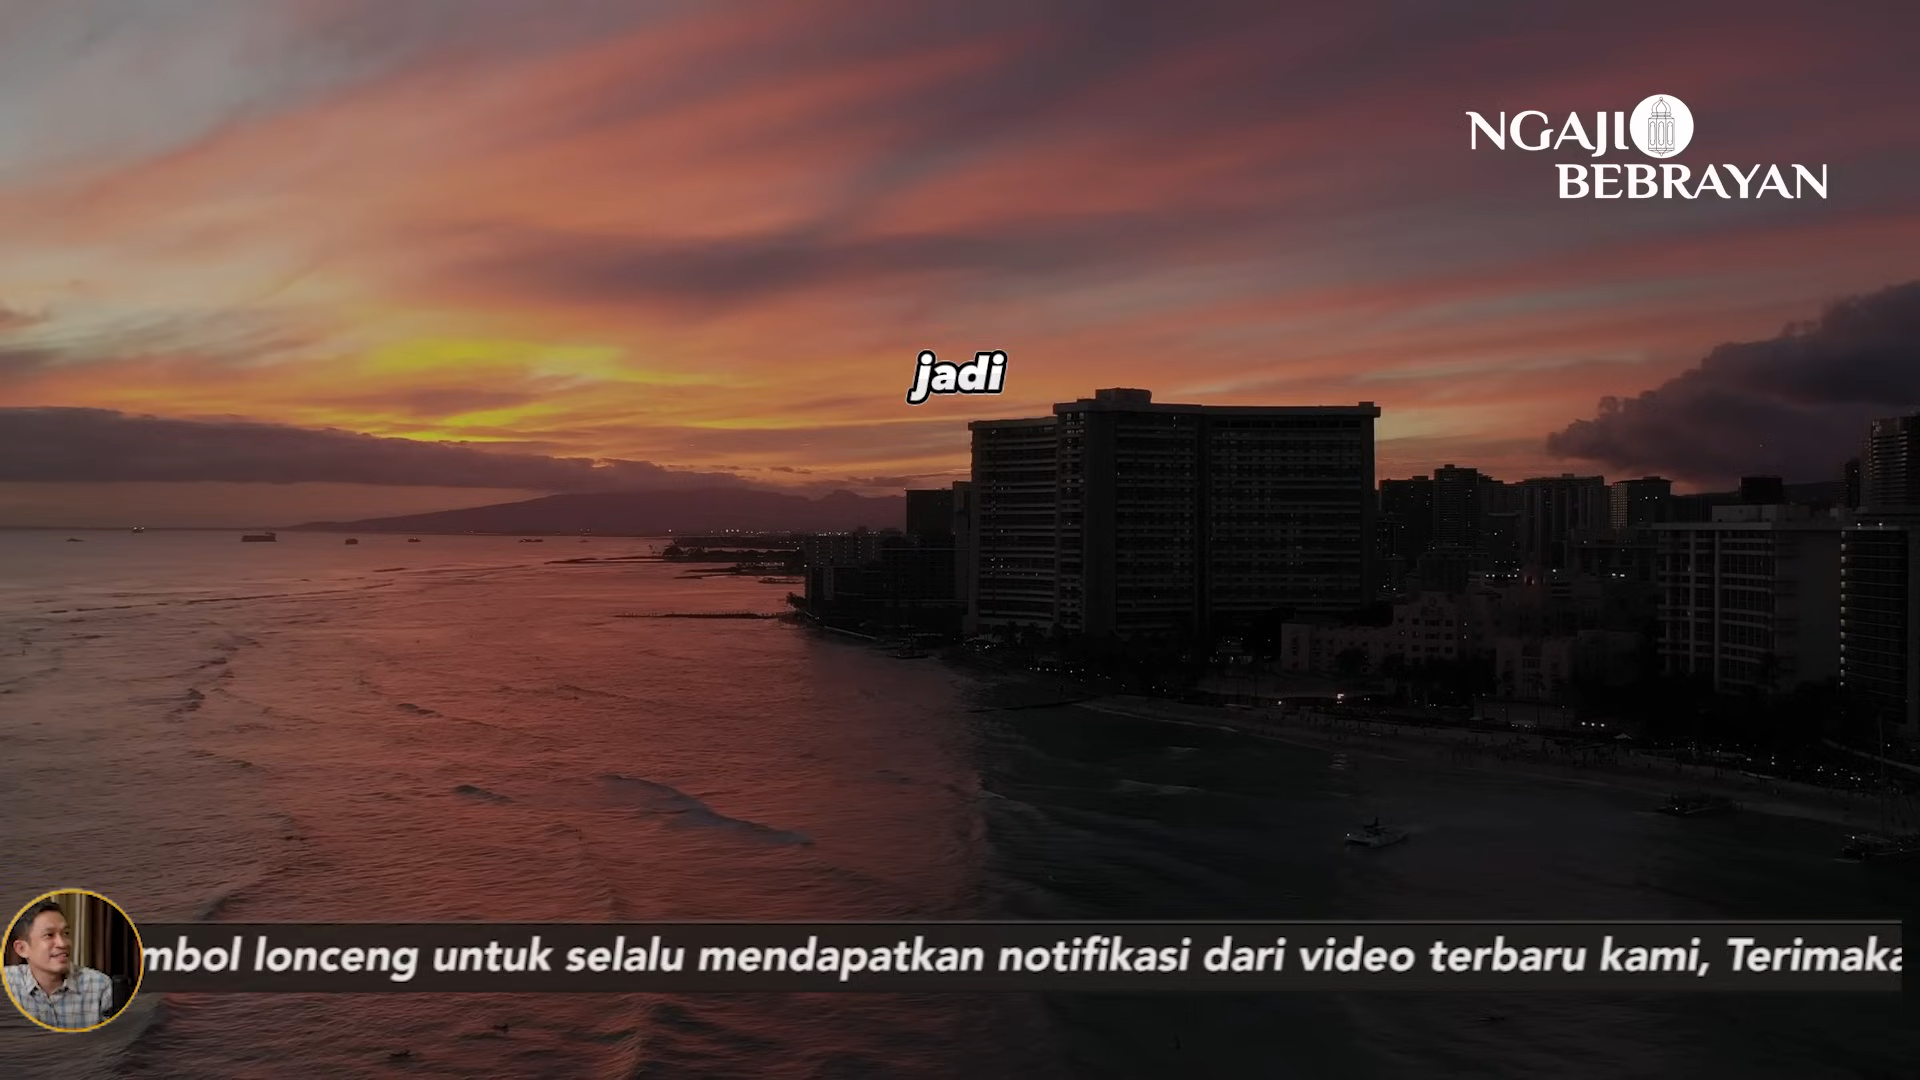 NGAJI
BEBRAYAN
jadi
mbol lonceng untuk selalu mendapatkan notifikasi dari video terbaru kami, Terimaka